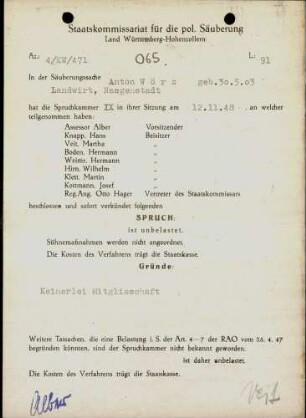 Staatskommissariat für die pol. Säuberung
Land Württemberg-Hohenzollern
Az.: 4/KW/471 065 L: 91
In der Säuberungssache Anton Wörz geb.30.5.03
Landwirt, Haegenstadt
hat die Spruchkammer IX in ihrer Sitzung am 12.11.48 an welcher
teilgenommen haben:
Assessor Alber Vorsitzender
Knapp, Hans Beisitzer
Veit, Martha "
Boden, Hermann "
Weimer, Hermann "
Hirn, Wilhelm "
Klett, Martin "
Kottmann, Josef "
Reg.Ang. Otto Hager Vertreter des Staatskommissars
beschlossen und sofort verkündet folgenden
SPRUCH:
ist unbelastet.
Sühnemaßnahmen werden nicht angeordnet.
Die Kosten des Verfahrens trägt die Staatskasse.
Gründe:
Keinerlei Mitgliedschaft
Weitere Tatsachen, die eine Belastung i. S. der Art. 4—7 der RAO vom 26. 4. 47
begründen könnten, sind der Spruchkammer nicht bekannt geworden.
ist daher unbelastet.
Die Kosten des Verfahrens trägt die Staatskasse.
Alber Veit